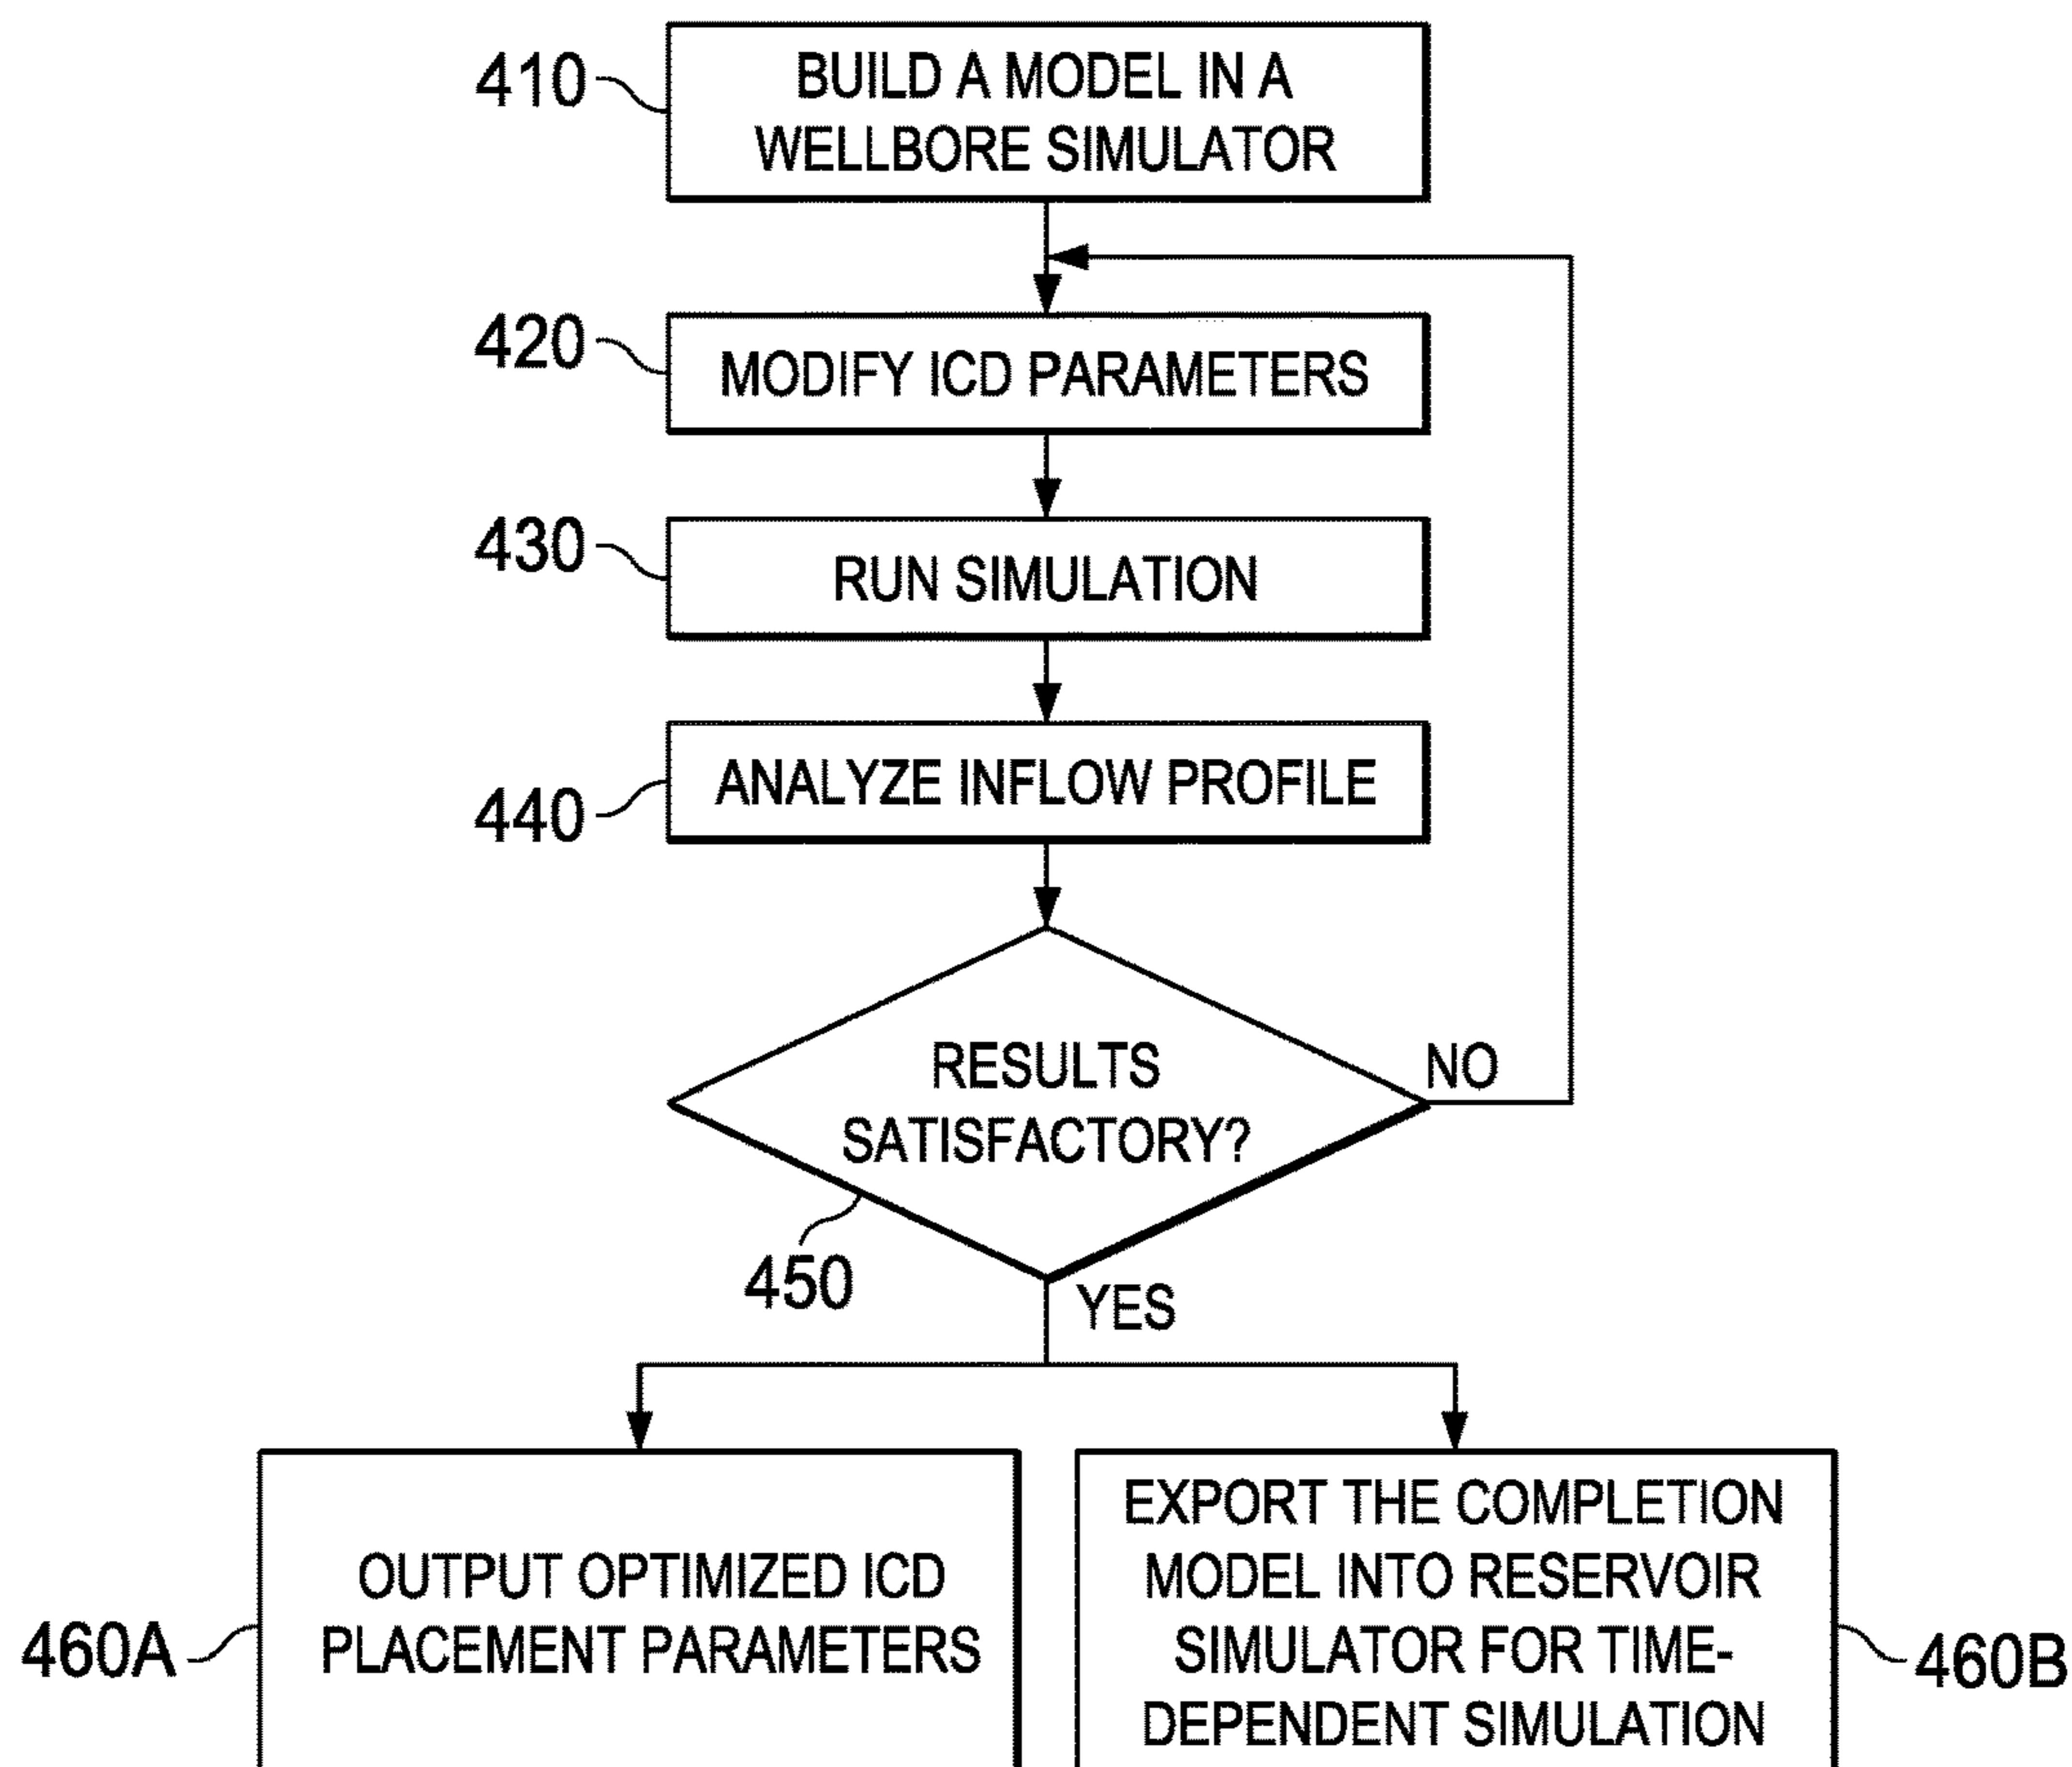 410
BUILD A MODEL IN A
WELLBORE SIMULATOR
420
MODIFY ICD PARAMETERS
430
RUN SIMULATION
440
ANALYZE INFLOW PROFILE
RESULTS
SATISFACTORY?
NO
450
YES
460A
OUTPUT OPTIMIZED ICD
PLACEMENT PARAMETERS
EXPORT THE COMPLETION
MODEL INTO RESERVOIR
SIMULATOR FOR TIME-
DEPENDENT SIMULATION
460B